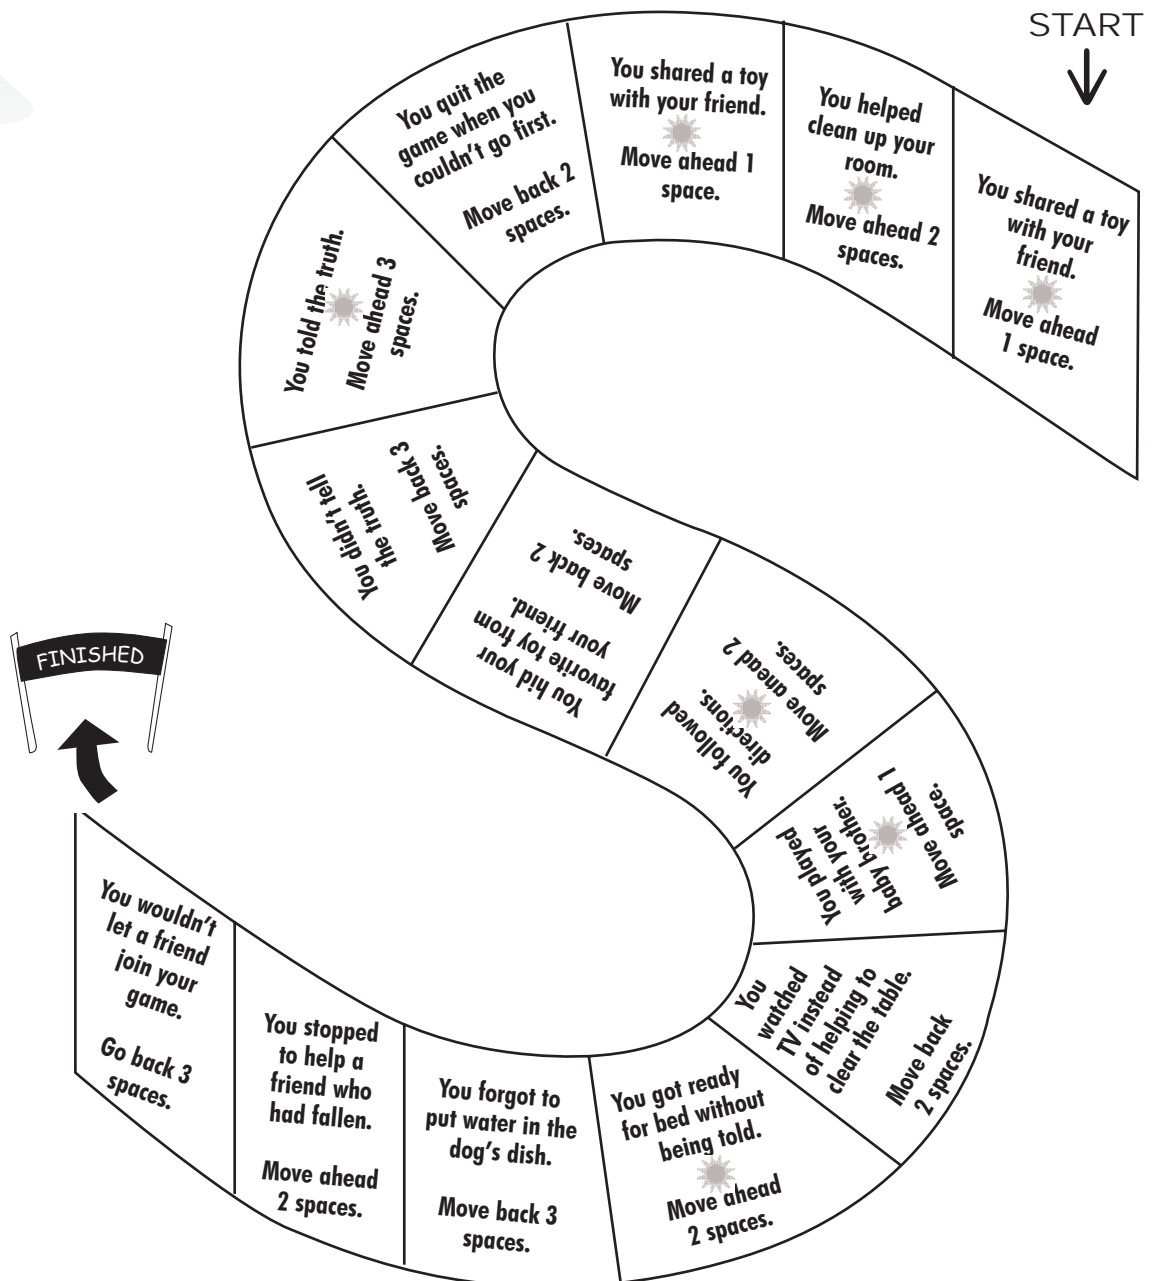 START
You shared a toy
with your
friend.
Move ahead
1 space.
You helped
clean up your
room.
Move ahead 2
spaces.
You shared a toy
with your friend.
Move ahead 1
space.
You quit the
game when you
couldn't go first.
Move back 2
spaces.
You told the truth.
Move ahead 3
spaces.
You didn't tell
the truth.
Move back 3
spaces.
You hid your
favorite toy from
your friend.
Move back 2
spaces.
You followed
directions.
Move ahead 2
spaces.
You played
with your
baby brother.
Move ahead 1
space.
You
watched
TV instead
of helping to
clear the table.
Move back
2 spaces.
You got ready
for bed without
being told.
Move ahead
2 spaces.
You forgot to
put water in the
dog's dish.
Move back 3
spaces.
You stopped
to help a
friend who
had fallen.
Move ahead
2 spaces.
You wouldn't
let a friend
join your
game.
Go back 3
spaces.
FINISHED